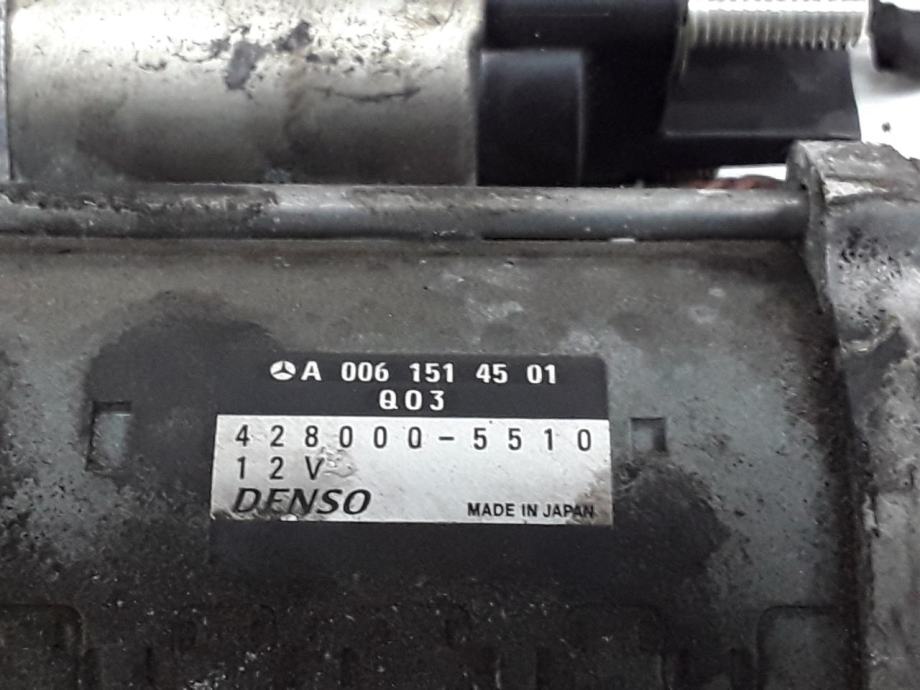 A 006 151 45 01
Q03
428000-5510
12V
DENSO
MADE IN JAPAN